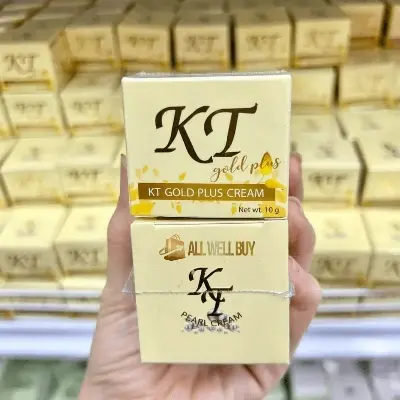 KT
gold plus
KT GOLD PLUS CREAM
Net wt. 10 g
ALL WELL BUY
KT
PEARL CREAM